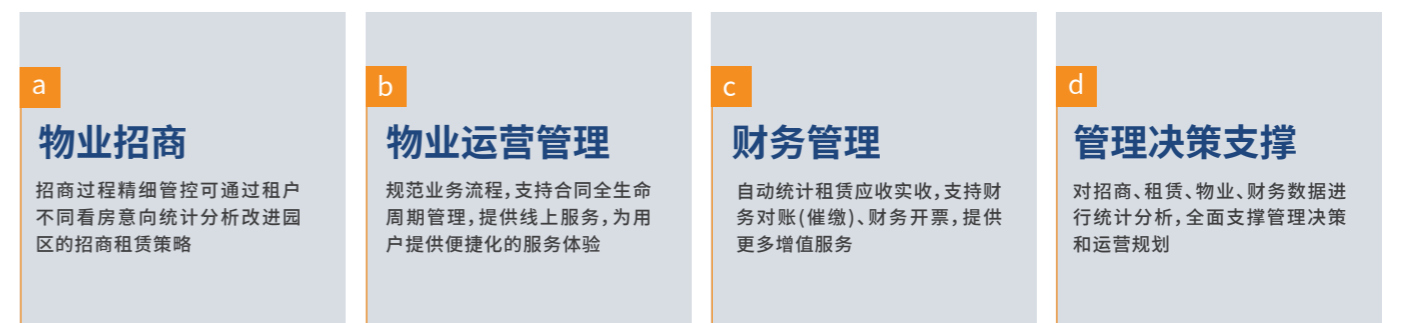 a
物业招商
招商过程精细管控可通过租户
不同看房意向统计分析改进园
区的招商租赁策略
b
物业运营管理
规范业务流程,支持合同全生命
周期管理,提供线上服务,为用
户提供便捷化的服务体验
c
财务管理
自动统计租赁应收实收,支持财
务对账(催缴)、财务开票,提供
更多增值服务
d
管理决策支撑
对招商、租赁、物业、财务数据进
行统计分析,全面支撑管理决策
和运营规划